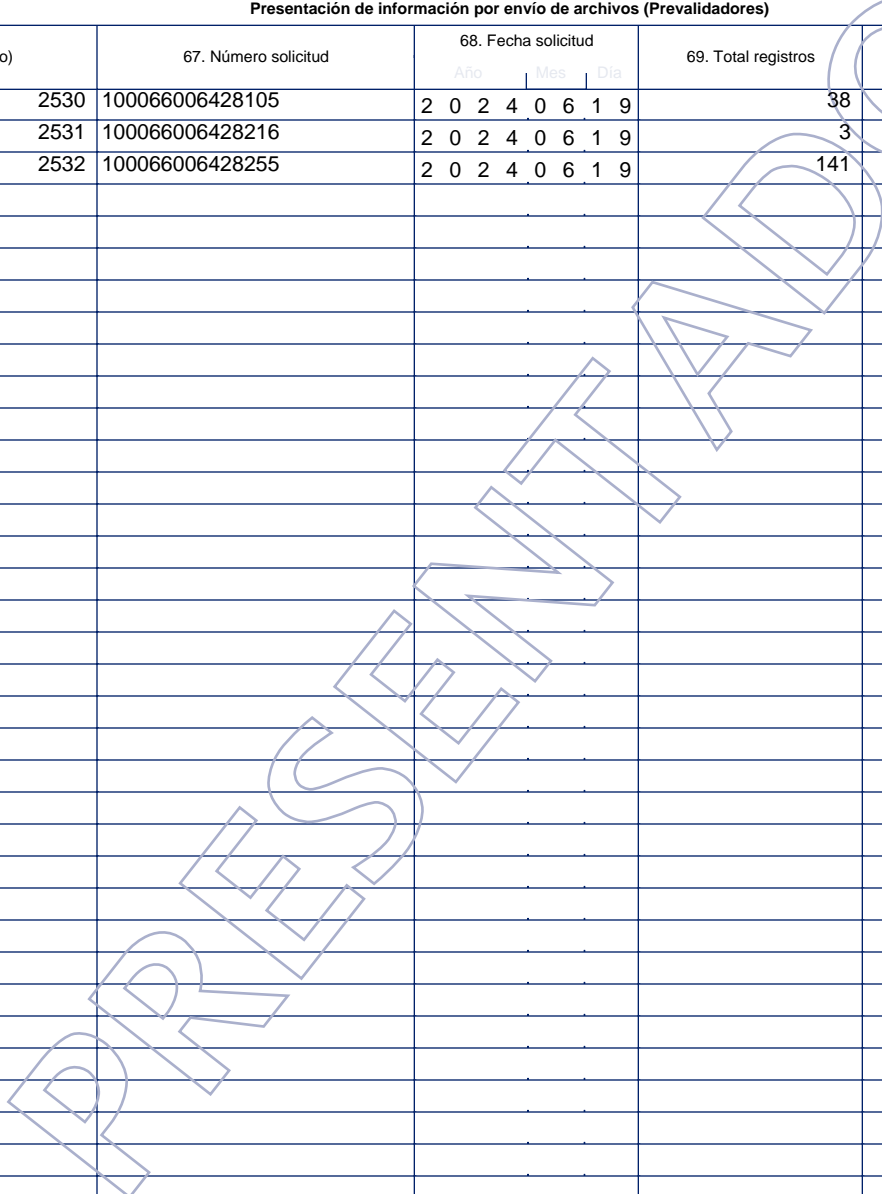 Presentación de información por envío de archivos (Prevalidadores)
o) 67. Número solicitud 68. Fecha solicitud 69. Total registros
Año Mes Día
2530 100066006428105 2 0 2 4 0 6 1 9 38
2531 100066006428216 2 0 2 4 0 6 1 9 3
2532 100066006428255 2 0 2 4 0 6 1 9 141
PRESENTADO